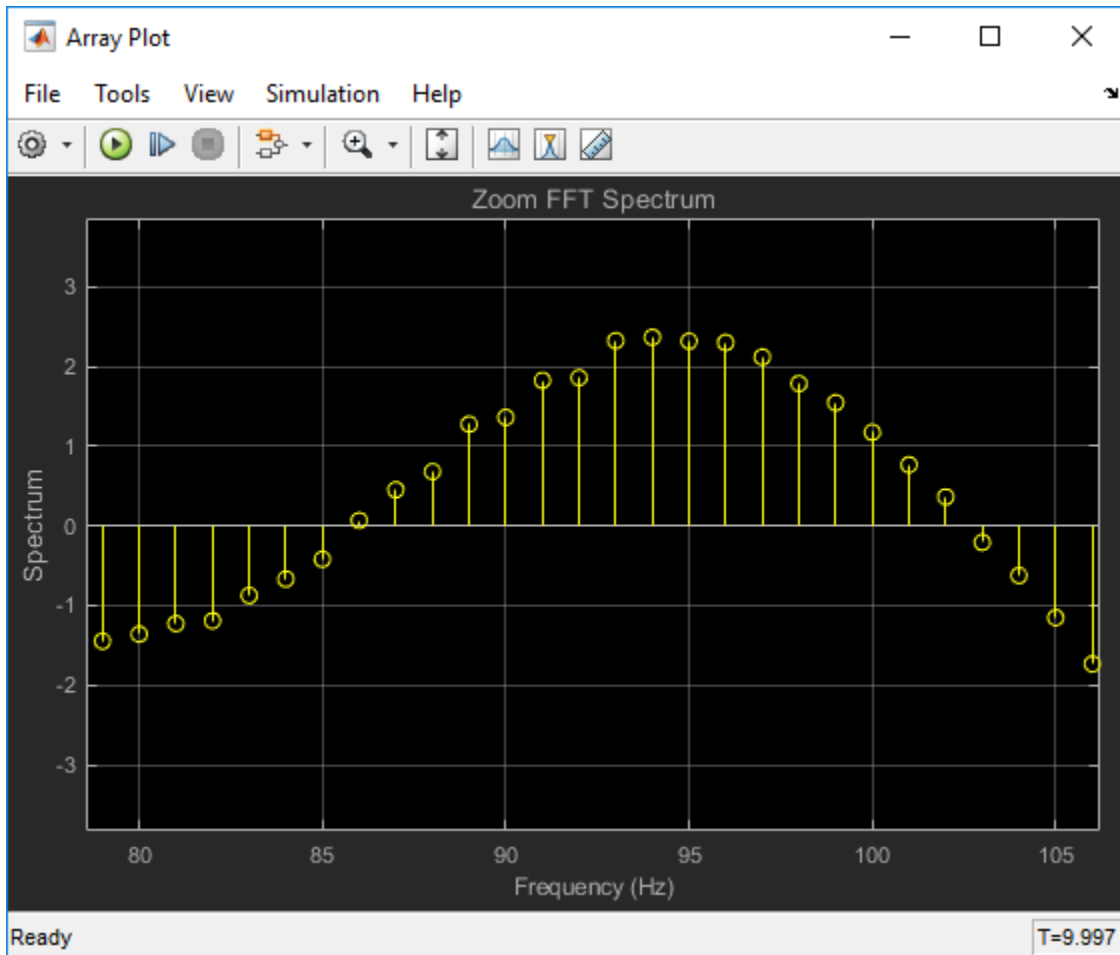 Array Plot
File Tools View Simulation Help
Zoom FFT Spectrum
3
2
1
0
-1
-2
-3
Spectrum
80 85 90 95 100 105
Frequency (Hz)
Ready T=9.997